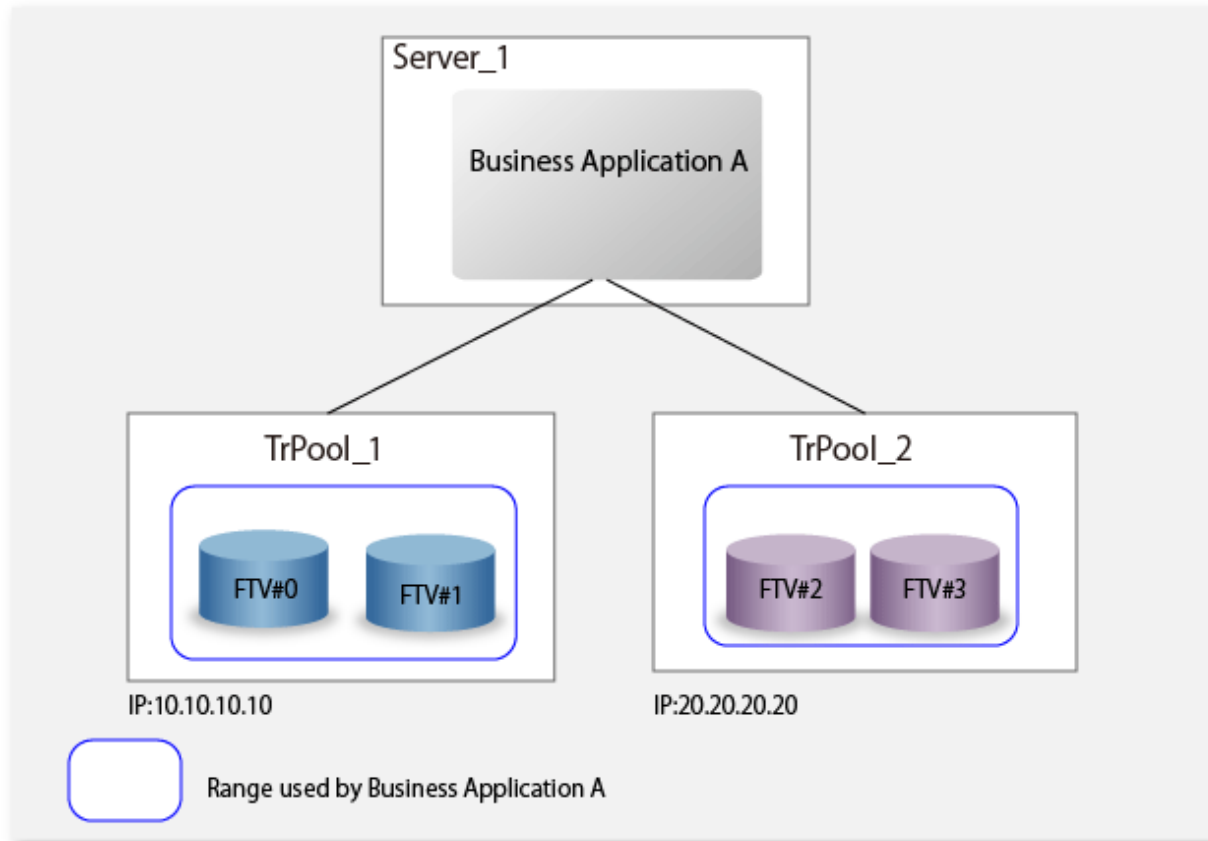 Server_1
Business Application A
TrPool_1
TrPool_2
FTV#0
FTV#1
FTV#2
FTV#3
IP:10.10.10.10
IP:20.20.20.20
Range used by Business Application A